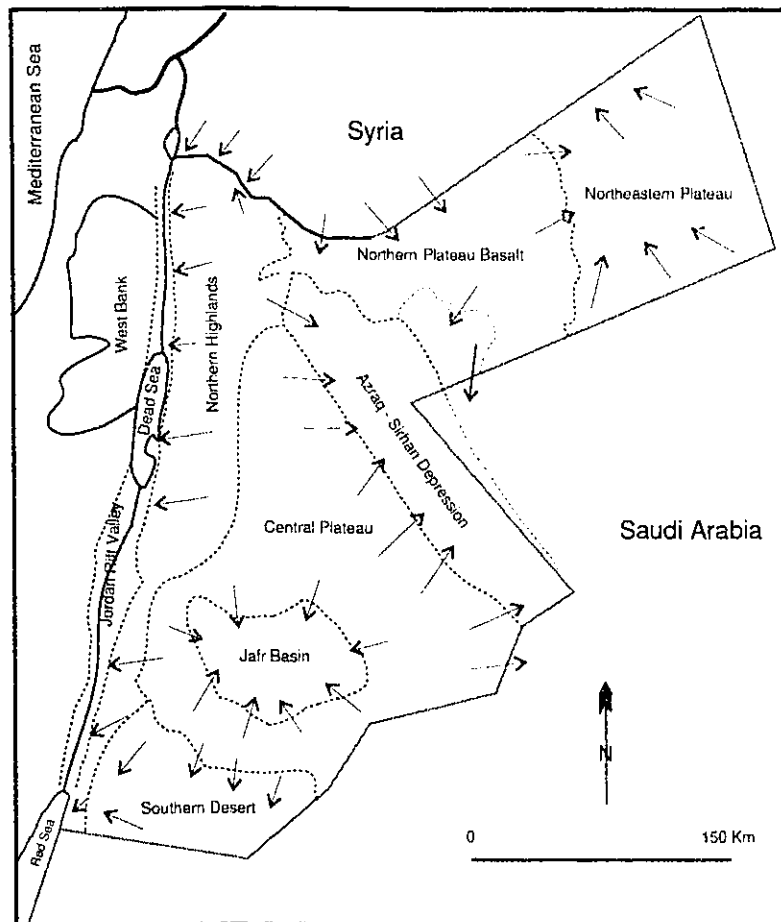 Mediterranean Sea
Syria
Northeastern Plateau
Northern Plateau Basalt
West Bank
Northern Highlands
Dead Sea
Azraq - Sirhan Depression
Central Plateau
Saudi Arabia
Jordan Rift Valley
Jafr Basin
N
Southern Desert
Red Sea
0 150 Km